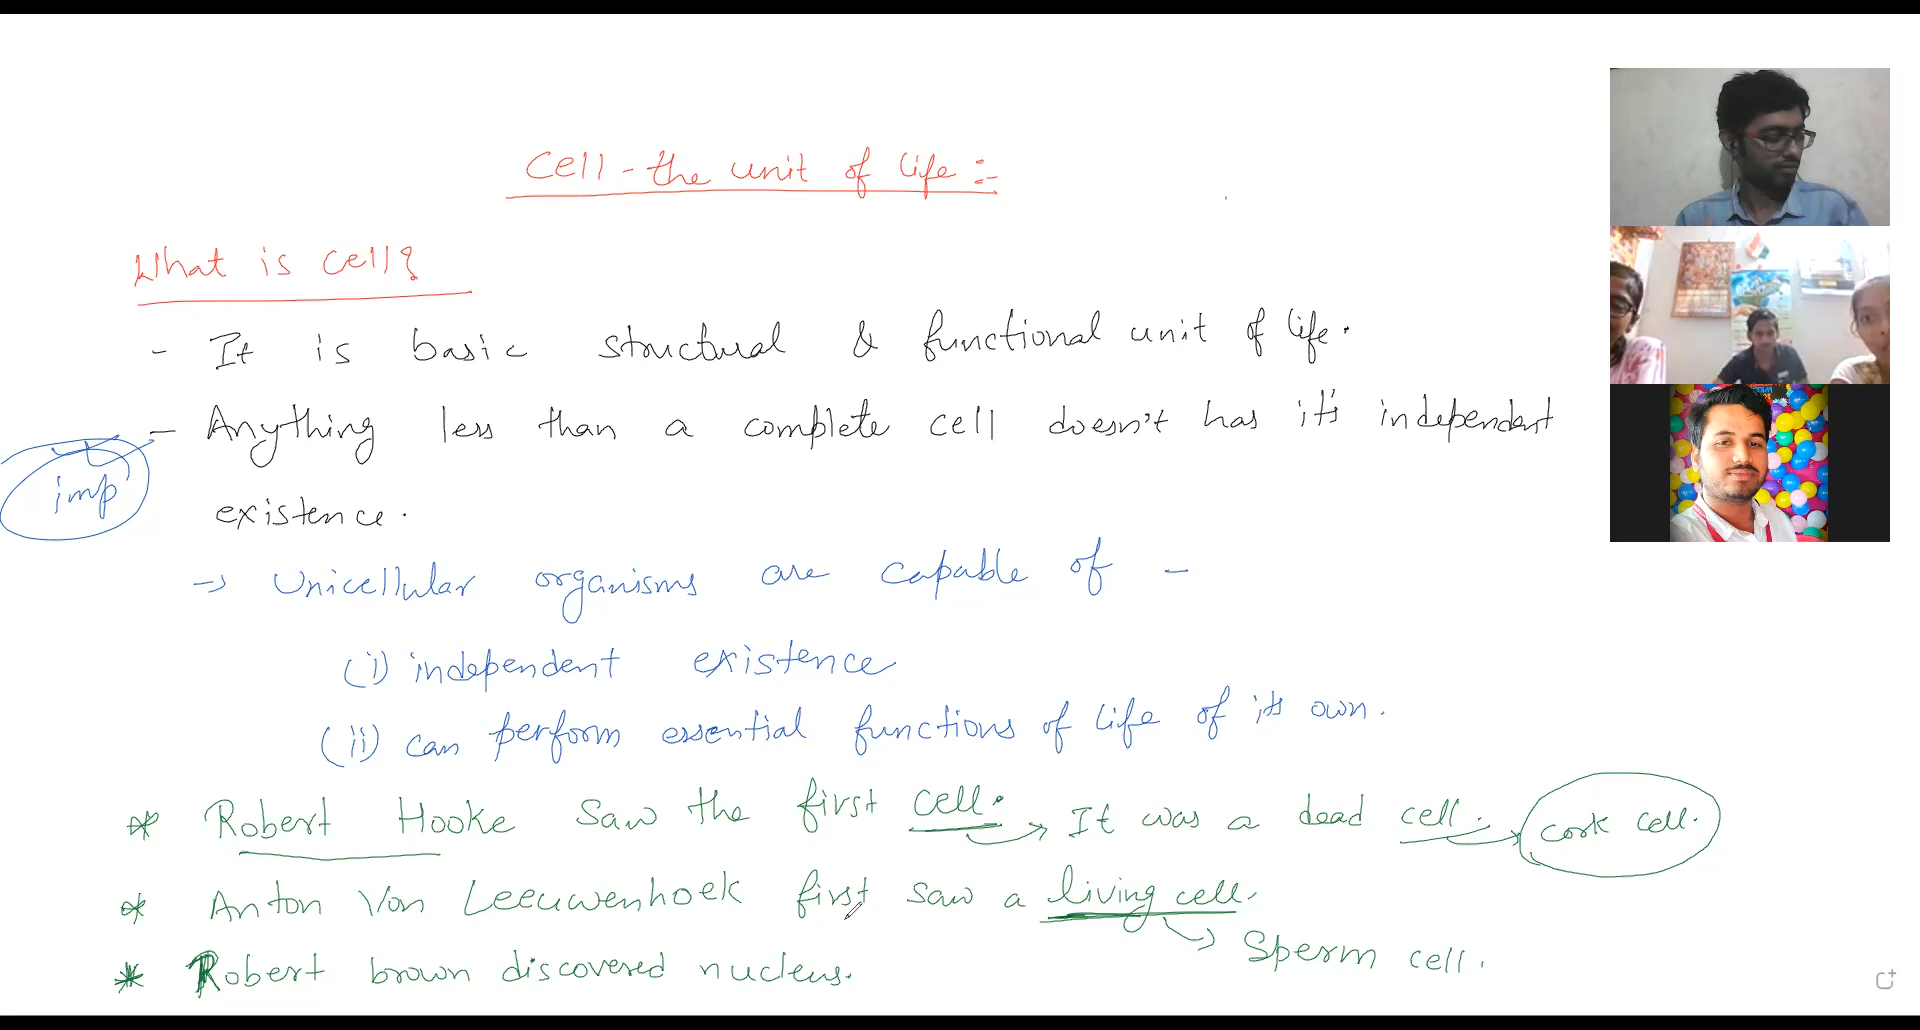 Cell - the unit of life :-
What is cell?
- It is basic structural & functional unit of life.
- Anything less than a complete cell doesn't has it's independent
imp
existence.
→ Unicellular organisms are capable of -
(i) independent existence
(ii) can perform essential functions of life of its own.
* Robert Hooke saw the first cell. → It was a dead cell. → cork cell.
* Anton Von Leeuwenhoek first saw a living cell.
→ Sperm cell.
* Robert brown discovered nucleus.